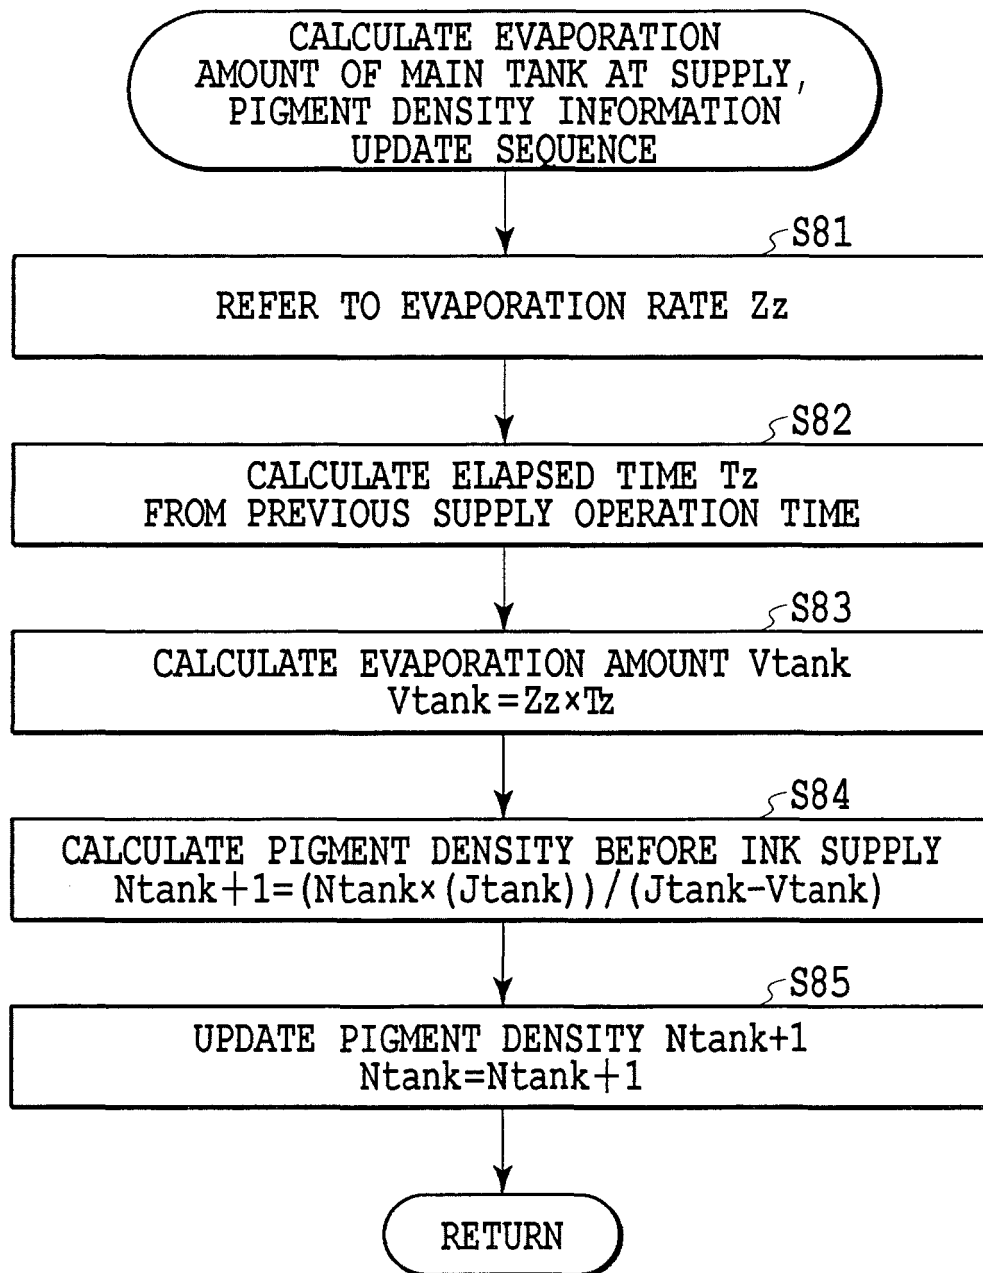 CALCULATE EVAPORATION
AMOUNT OF MAIN TANK AT SUPPLY,
PIGMENT DENSITY INFORMATION
UPDATE SEQUENCE
S81
REFER TO EVAPORATION RATE Zz
S82
CALCULATE ELAPSED TIME Tz
FROM PREVIOUS SUPPLY OPERATION TIME
S83
CALCULATE EVAPORATION AMOUNT Vtank
Vtank=Zz×Tz
S84
CALCULATE PIGMENT DENSITY BEFORE INK SUPPLY
Ntank+1=(Ntank×(Jtank))/(Jtank-Vtank)
S85
UPDATE PIGMENT DENSITY Ntank+1
Ntank=Ntank+1
RETURN